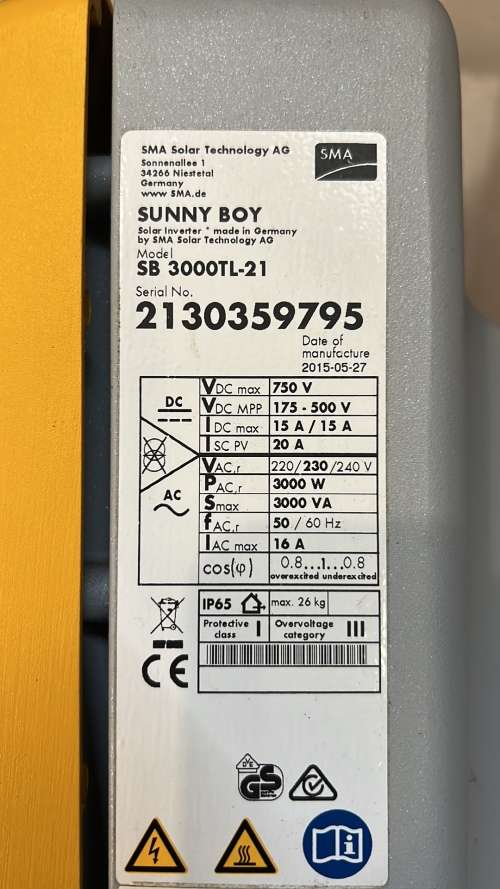 SMA Solar Technology AG
Sonnenallee 1
34266 Niestetal
Germany
www SMA.de
SMA
SUNNY BOY
Solar Inverter * made in Germany
by SMA Solar Technology AG
Model
SB 3000TL-21
Serial No.
2130359795
Date of
manufacture
2015-05-27
DC
VDC max 750 V
VDC MPP 175 - 500 V
IDC max 15 A / 15 A
ISC PV 20 A
AC
VAC,r 220/230/240 V
PAC,r 3000 W
Smax 3000 VA
fAC,r 50 / 60 Hz
IAC max 16 A
cos(φ) 0.8...1...0.8
overexcited underexcited
IP65 max. 26 kg
Protective class I Overvoltage category III
CE
VDE
GS
i